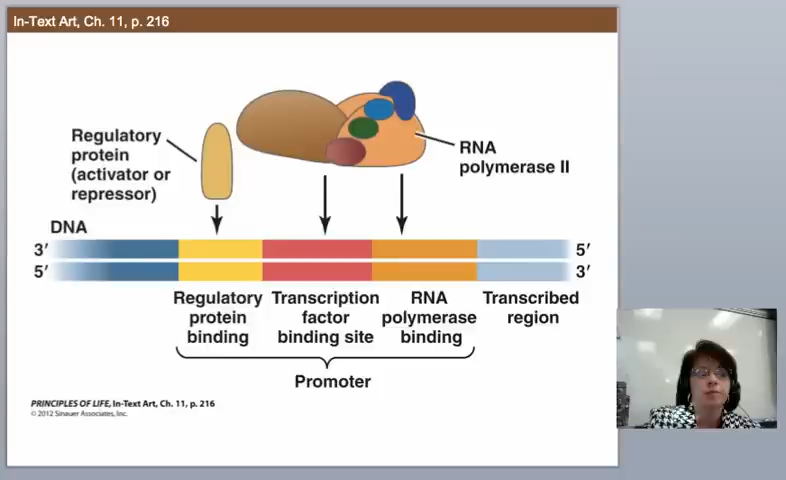 In-Text Art, Ch. 11, p. 216
Regulatory
protein
(activator or
repressor)
RNA
polymerase II
DNA
3′
5′
5′
3′
Regulatory
protein
binding
Transcription
factor
binding site
RNA
polymerase
binding
Transcribed
region
Promoter
PRINCIPLES OF LIFE, In-Text Art, Ch. 11, p. 216
© 2012 Sinauer Associates, Inc.